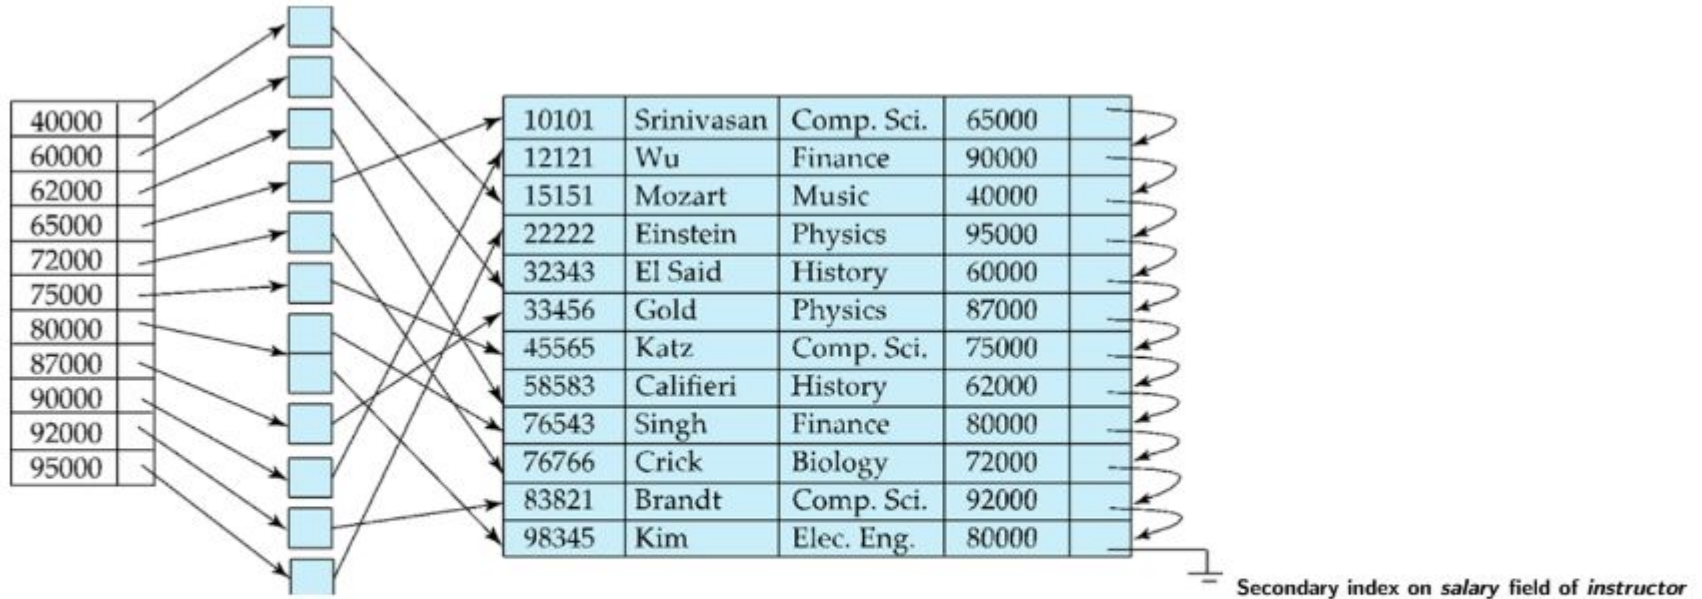 40000
60000
62000
65000
72000
75000
80000
87000
90000
92000
95000
10101 Srinivasan Comp. Sci. 65000
12121 Wu Finance 90000
15151 Mozart Music 40000
22222 Einstein Physics 95000
32343 El Said History 60000
33456 Gold Physics 87000
45565 Katz Comp. Sci. 75000
58583 Califieri History 62000
76543 Singh Finance 80000
76766 Crick Biology 72000
83821 Brandt Comp. Sci. 92000
98345 Kim Elec. Eng. 80000
Secondary index on salary field of instructor